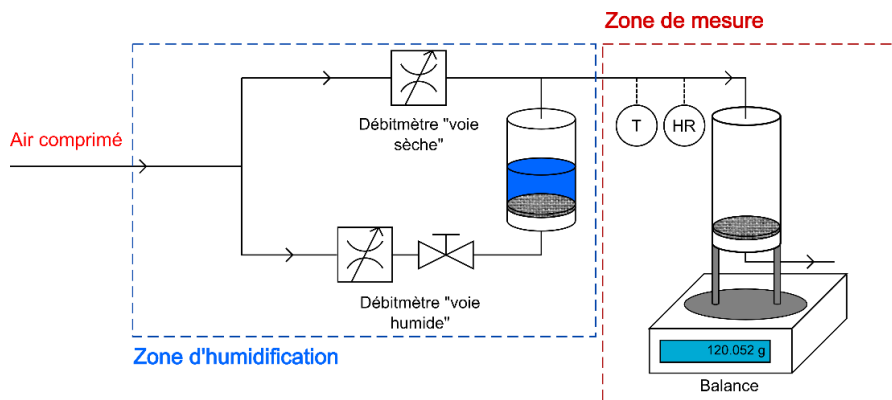 Zone de mesure
Air comprimé
Débitmètre "voie
sèche"
T
HR
Débitmètre "voie
humide"
Zone d'humidification
120.052 g
Balance